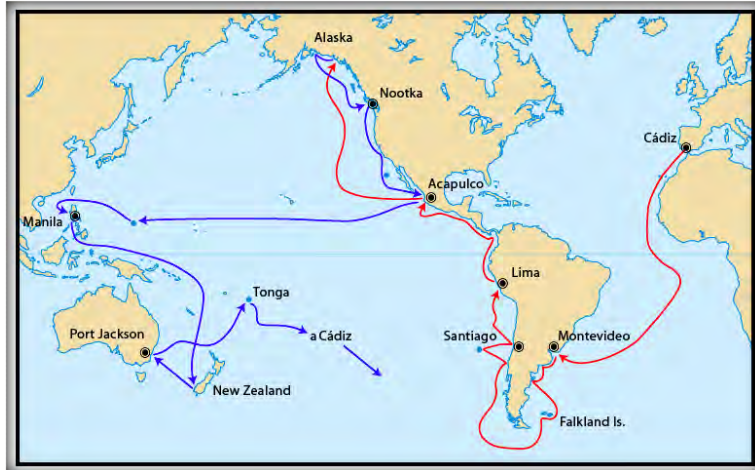 Alaska
Nootka
Cádiz
Acapulco
Manila
Lima
Tonga
Port Jackson
a Cádiz
Santiago
Montevideo
New Zealand
Falkland Is.